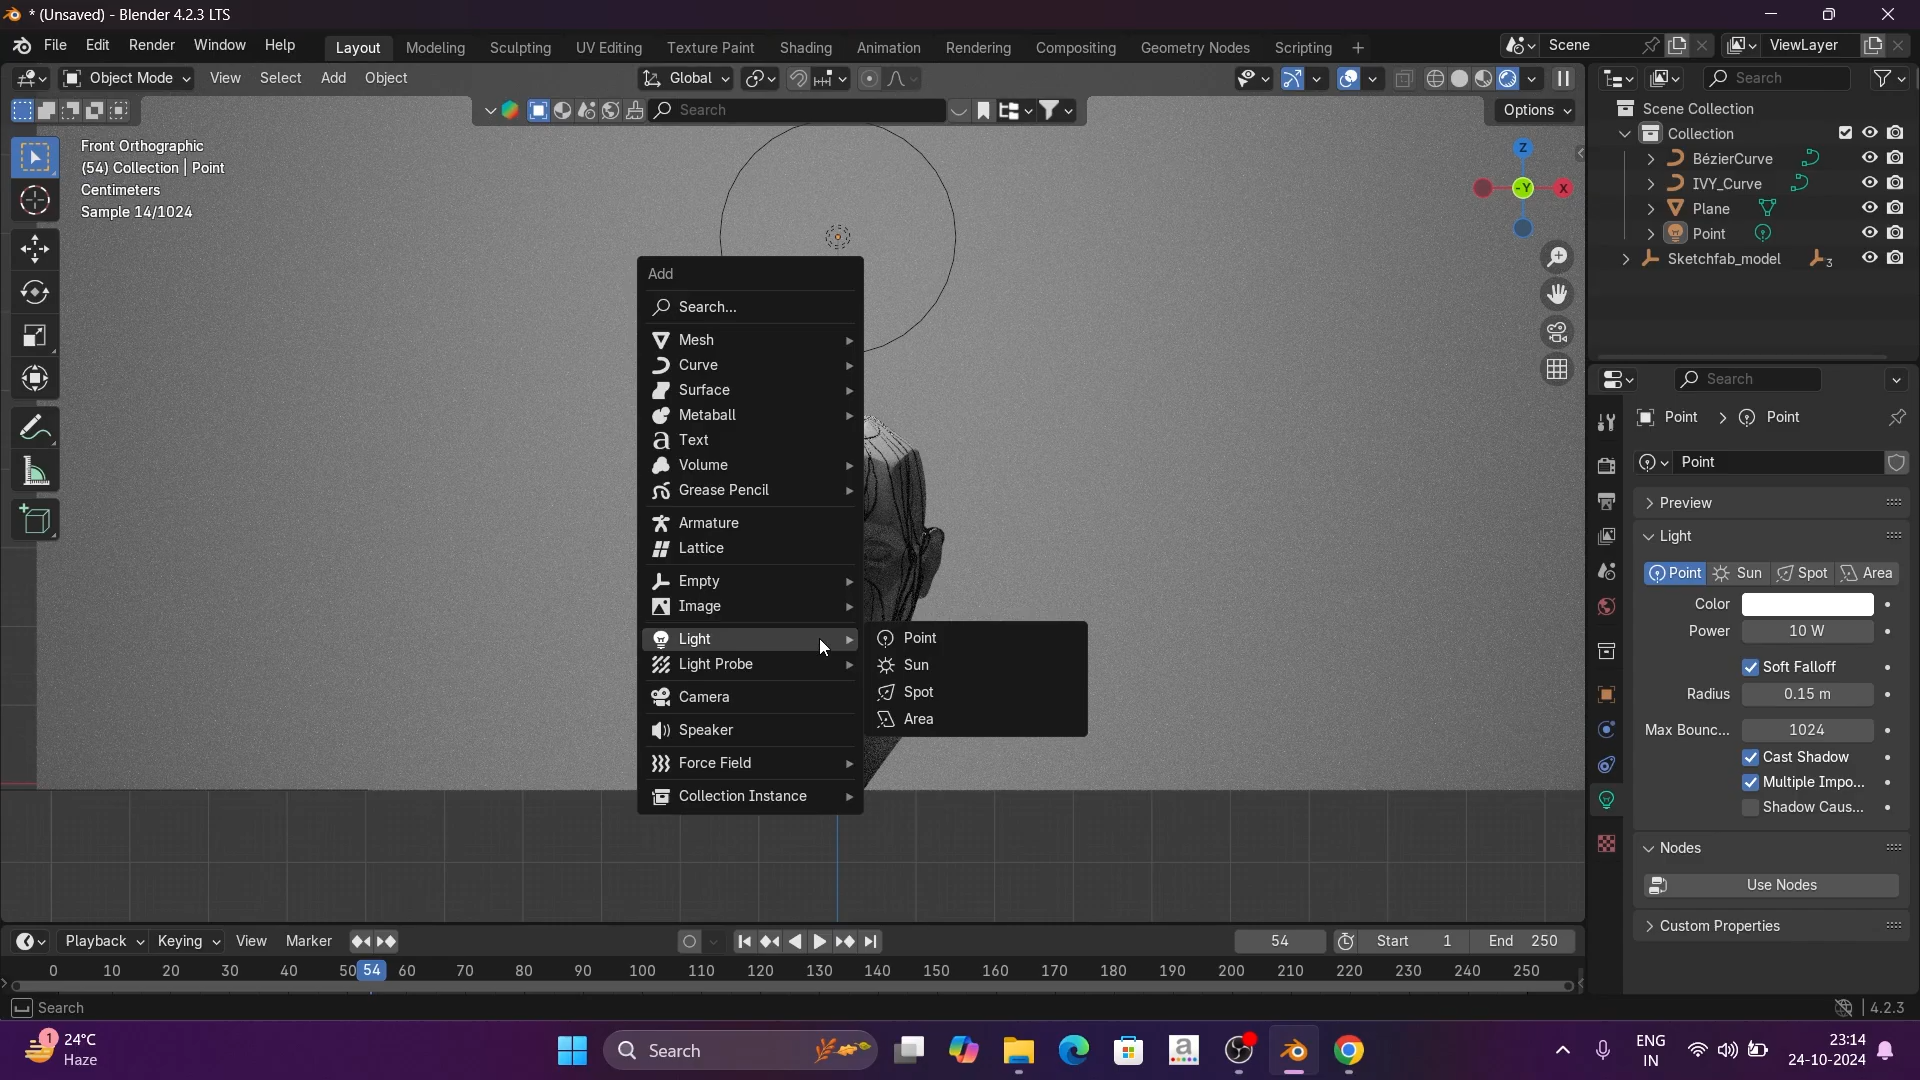 * (Unsaved) - Blender 4.2.3 LTS
File Edit Render Window Help
Layout Modeling Sculpting UV Editing Texture Paint Shading Animation Rendering Compositing Geometry Nodes Scripting
Scene
ViewLayer
Object Mode View Select Add Object
Global
Search
Search
Options
Front Orthographic
(54) Collection | Point
Centimeters
Sample 14/1024
Z
-Y
X
Scene Collection
Collection
BézierCurve
IVY_Curve
Plane
Point
Sketchfab_model 3
Add
Search...
Mesh
Curve
Surface
Metaball
Text
Volume
Grease Pencil
Armature
Lattice
Empty
Image
Light
Light Probe
Camera
Speaker
Force Field
Collection Instance
Point
Sun
Spot
Area
Search
Point > Point
Point
Preview
Light
Point Sun Spot Area
Color
Power 10 W
Soft Falloff
Radius 0.15 m
Max Bounc... 1024
Cast Shadow
Multiple Impo...
Shadow Caus...
Nodes
Use Nodes
Custom Properties
Playback Keying View Marker
54 Start 1 End 250
0 10 20 30 40 50 54 60 70 80 90 100 110 120 130 140 150 160 170 180 190 200 210 220 230 240 250
Search
4.2.3
1
24°C
Haze
Search
ENG
IN
23:14
24-10-2024